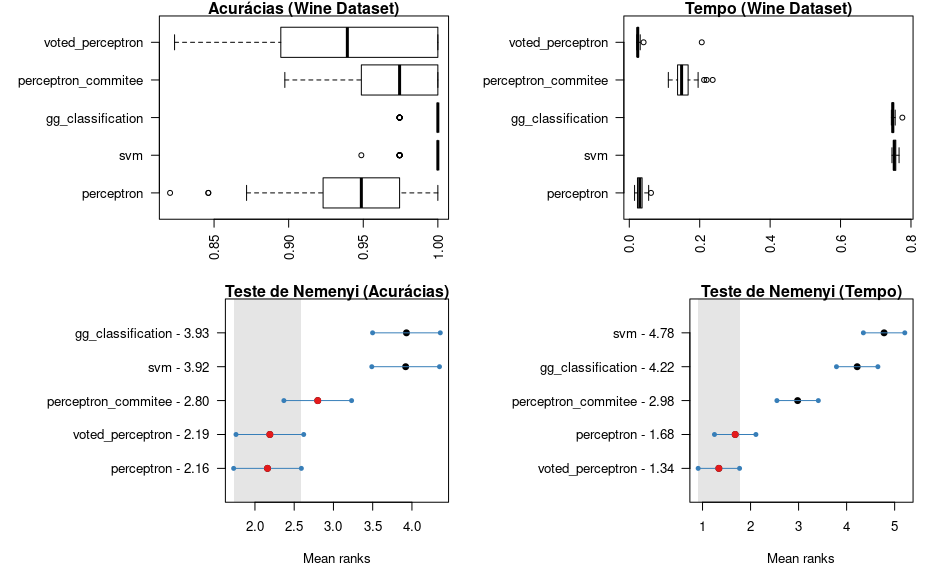 Acurácias (Wine Dataset)
voted_perceptron
perceptron_commitee
gg_classification
svm
perceptron
0.85 0.90 0.95 1.00
Tempo (Wine Dataset)
voted_perceptron
perceptron_commitee
gg_classification
svm
perceptron
0.0 0.2 0.4 0.6 0.8
Teste de Nemenyi (Acurácias)
gg_classification - 3.93
svm - 3.92
perceptron_commitee - 2.80
voted_perceptron - 2.19
perceptron - 2.16
2.0 2.5 3.0 3.5 4.0
Mean ranks
Teste de Nemenyi (Tempo)
svm - 4.78
gg_classification - 4.22
perceptron_commitee - 2.98
perceptron - 1.68
voted_perceptron - 1.34
1 2 3 4 5
Mean ranks